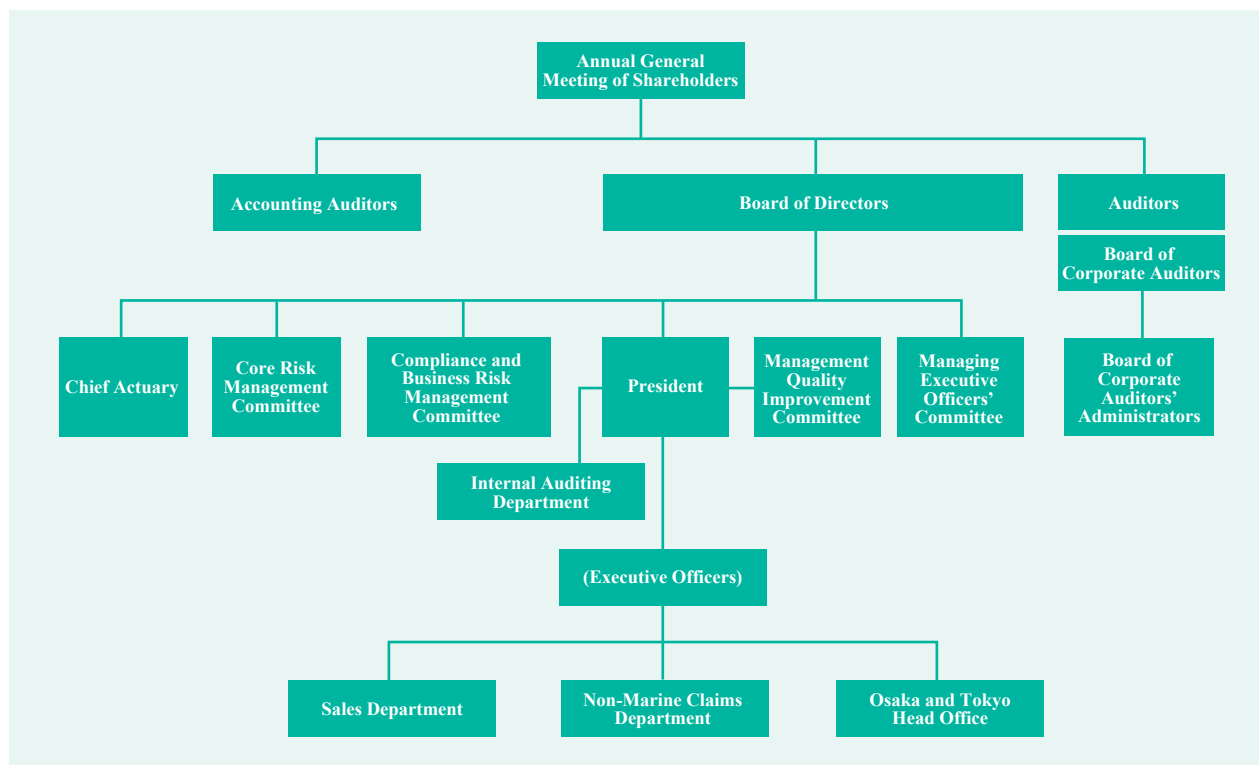 Annual General
Meeting of Shareholders
Accounting Auditors
Board of Directors
Auditors
Board of
Corporate Auditors
Chief Actuary
Core Risk
Management
Committee
Compliance and
Business Risk
Management
Committee
President
Management
Quality
Improvement
Committee
Managing
Executive
Officers’
Committee
Board of
Corporate
Auditors’
Administrators
Internal Auditing
Department
(Executive Officers)
Sales Department
Non-Marine Claims
Department
Osaka and Tokyo
Head Office